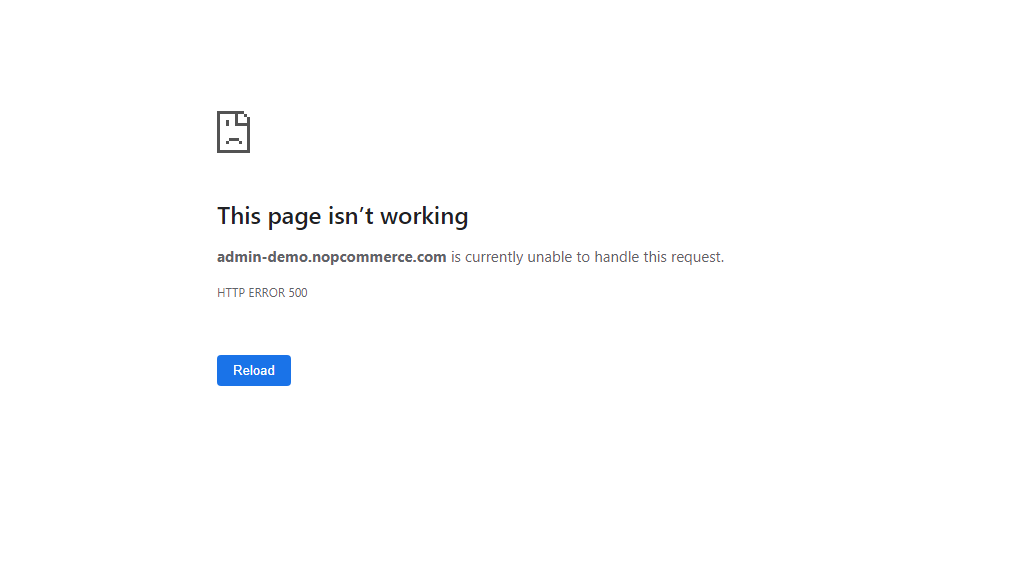 This page isn’t working
admin-demo.nopcommerce.com is currently unable to handle this request.
HTTP ERROR 500
Reload